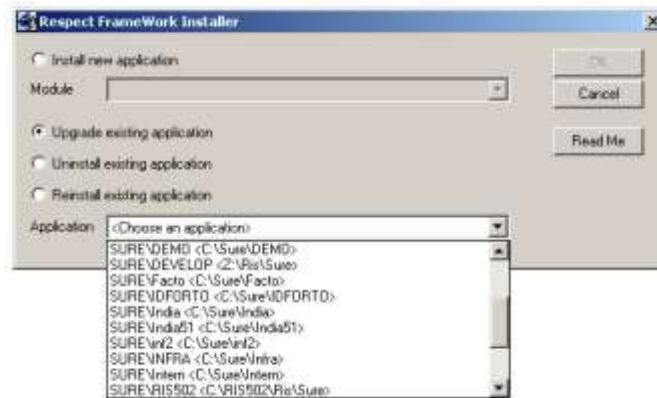 Respect FrameWork Installer
Install new application
OK
Module
Cancel
Upgrade existing application
Read Me
Uninstall existing application
Reinstall existing application
Application <Choose an application>
SURE\DEMO <C:\Sure\DEMO>
SURE\DEVELOP <Z:\Ris\Sure>
SURE\Facto <C:\Sure\Facto>
SURE\IDFORTO <C:\Sure\IDFORTO>
SURE\India <C:\Sure\India>
SURE\India51 <C:\Sure\India51>
SURE\inf2 <C:\Sure\inf2>
SURE\INFRA <C:\Sure\Infra>
SURE\Intern <C:\Sure\Intern>
SURE\RIS502 <C:\RIS502\Ris\Sure>